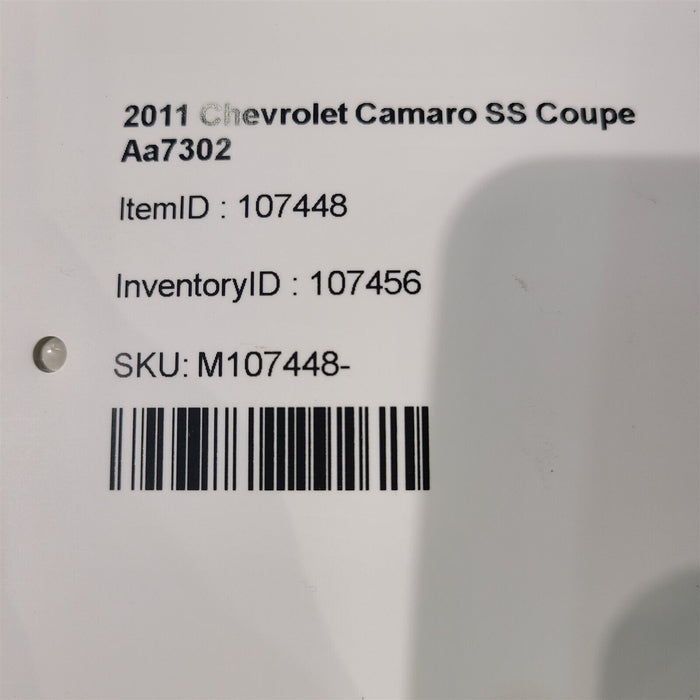 2011 Chevrolet Camaro SS Coupe
Aa7302
ItemID : 107448
InventoryID : 107456
SKU: M107448-